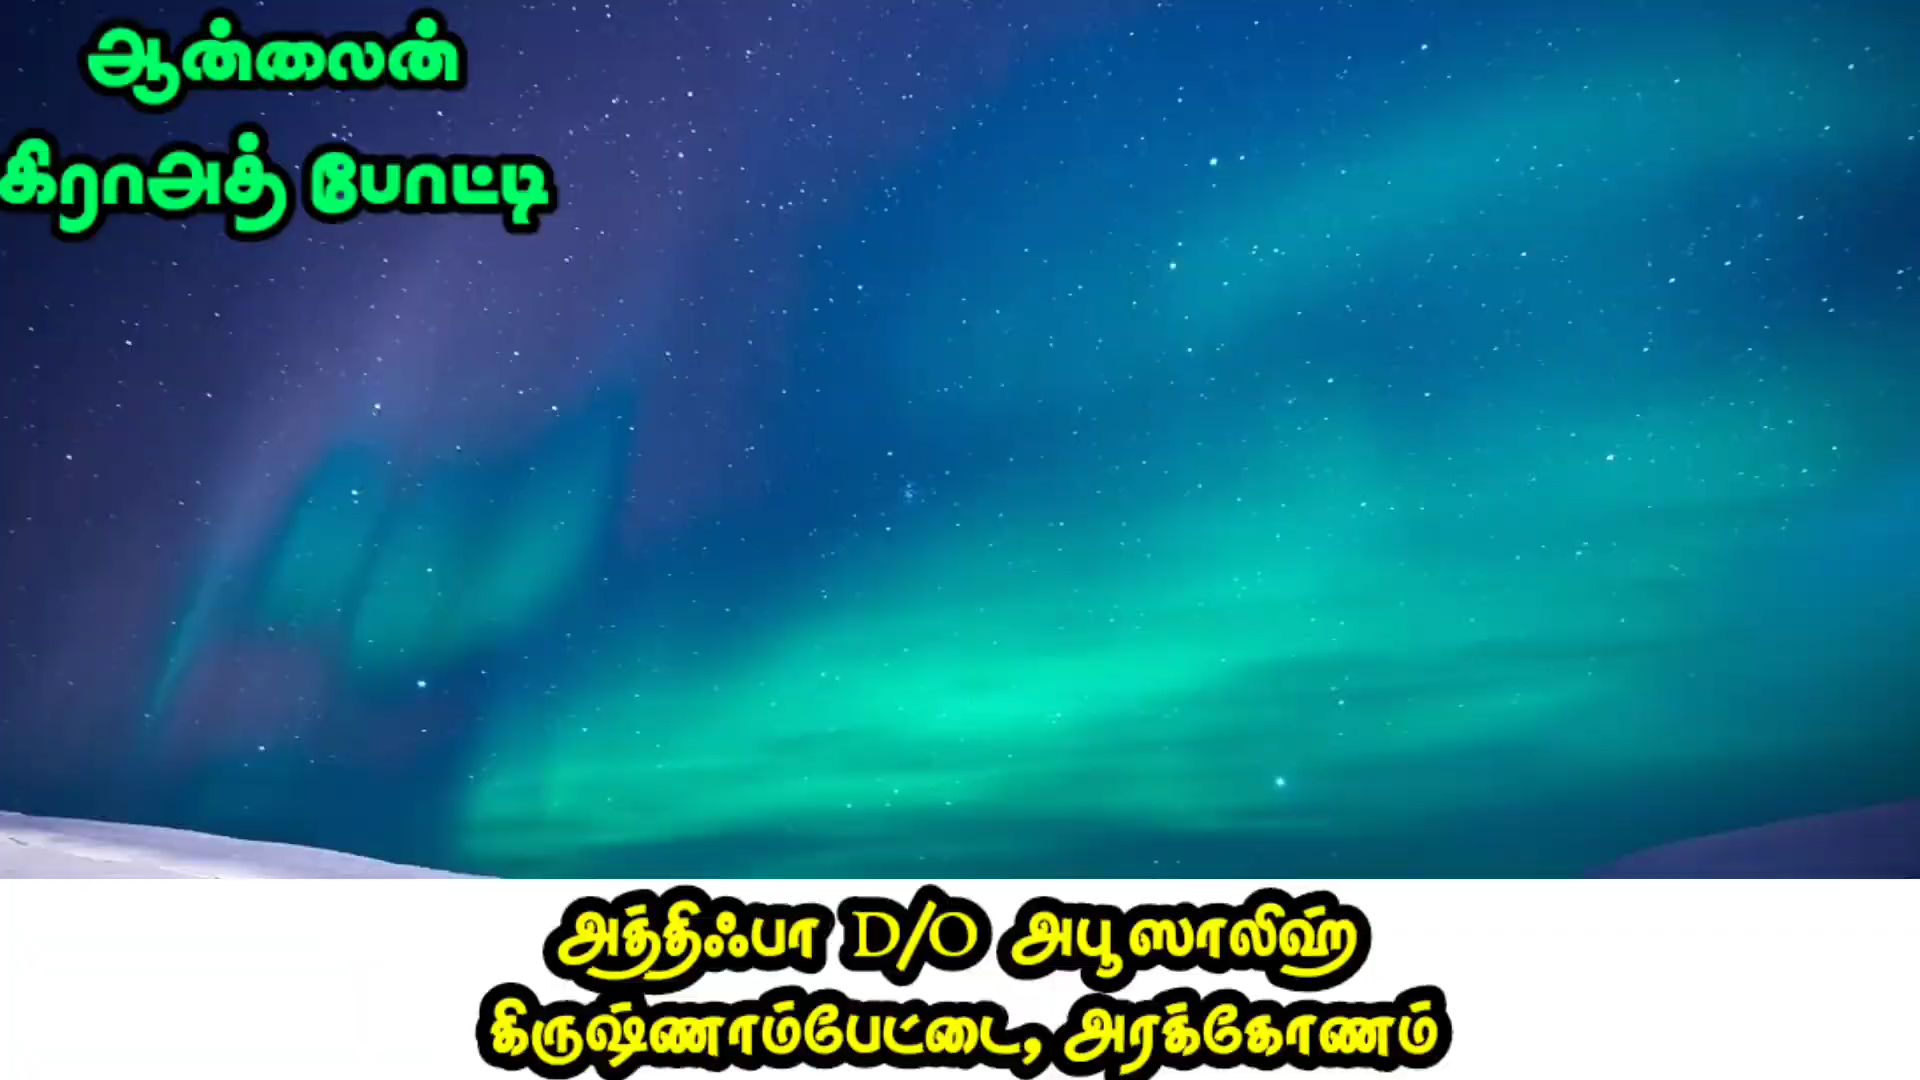 ஆன்லைன்
கிராஅத் போட்டி
அத்திஃபா D/O அபூ ஸாலிஹ்
கிருஷ்ணாம்பேட்டை, அரக்கோணம்